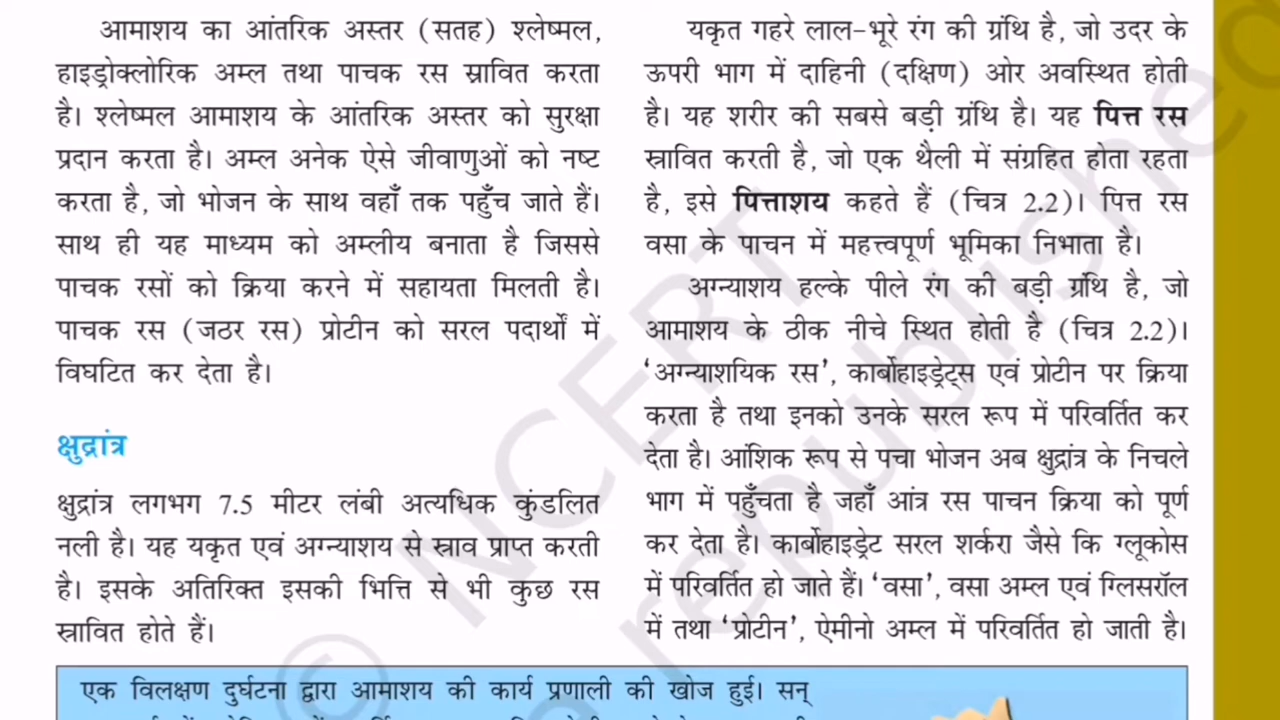 आमाशय का आंतरिक अस्तर (सतह) श्लेष्मल,
हाइड्रोक्लोरिक अम्ल तथा पाचक रस स्रावित करता
है। श्लेष्मल आमाशय के आंतरिक अस्तर को सुरक्षा
प्रदान करता है। अम्ल अनेक ऐसे जीवाणुओं को नष्ट
करता है, जो भोजन के साथ वहाँ तक पहुँच जाते हैं।
साथ ही यह माध्यम को अम्लीय बनाता है जिससे
पाचक रसों को क्रिया करने में सहायता मिलती है।
पाचक रस (जठर रस) प्रोटीन को सरल पदार्थों में
विघटित कर देता है।
क्षुद्रांत्र
क्षुद्रांत्र लगभग 7.5 मीटर लंबी अत्यधिक कुंडलित
नली है। यह यकृत एवं अग्न्याशय से स्राव प्राप्त करती
है। इसके अतिरिक्त इसकी भित्ति से भी कुछ रस
स्रावित होते हैं।
यकृत गहरे लाल-भूरे रंग की ग्रंथि है, जो उदर के
ऊपरी भाग में दाहिनी (दक्षिण) ओर अवस्थित होती
है। यह शरीर की सबसे बड़ी ग्रंथि है। यह पित्त रस
स्रावित करती है, जो एक थैली में संग्रहित होता रहता
है, इसे पित्ताशय कहते हैं (चित्र 2.2)। पित्त रस
वसा के पाचन में महत्त्वपूर्ण भूमिका निभाता है।
अग्न्याशय हल्के पीले रंग की बड़ी ग्रंथि है, जो
आमाशय के ठीक नीचे स्थित होती है (चित्र 2.2)।
‘अग्न्याशयिक रस’, कार्बोहाइड्रेट्स एवं प्रोटीन पर क्रिया
करता है तथा इनको उनके सरल रूप में परिवर्तित कर
देता है। आंशिक रूप से पचा भोजन अब क्षुद्रांत्र के निचले
भाग में पहुँचता है जहाँ आंत्र रस पाचन क्रिया को पूर्ण
कर देता है। कार्बोहाइड्रेट सरल शर्करा जैसे कि ग्लूकोस
में परिवर्तित हो जाते हैं। ‘वसा’, वसा अम्ल एवं ग्लिसरॉल
में तथा ‘प्रोटीन’, ऐमीनो अम्ल में परिवर्तित हो जाती है।
एक विलक्षण दुर्घटना द्वारा आमाशय की कार्य प्रणाली की खोज हुई। सन्
© NCERT
republished